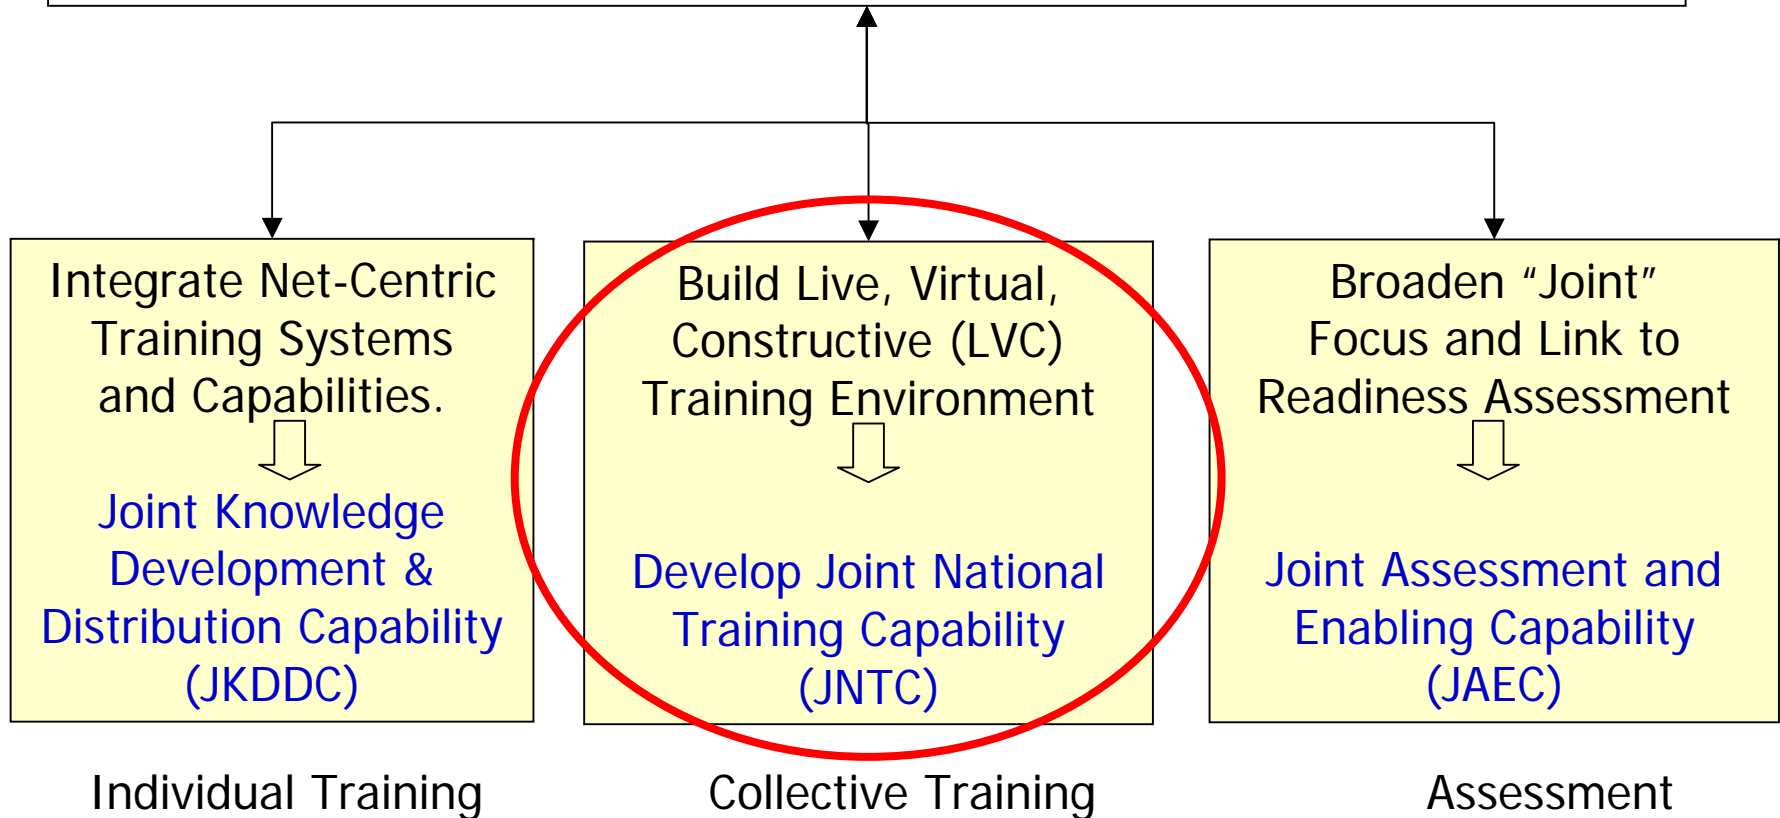 Integrate Net-Centric
Training Systems
and Capabilities.
Joint Knowledge
Development &
Distribution Capability
(JKDDC)
Individual Training
Build Live, Virtual,
Constructive (LVC)
Training Environment
Develop Joint National
Training Capability
(JNTC)
Collective Training
Broaden “Joint”
Focus and Link to
Readiness Assessment
Joint Assessment and
Enabling Capability
(JAEC)
Assessment